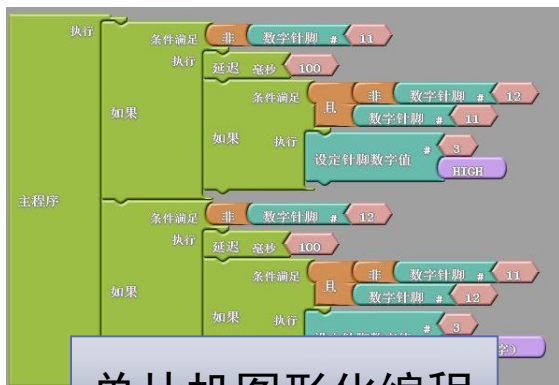 执行
条件满足 非 数字针脚 # 11
执行 延迟 毫秒 100
如果
条件满足 且 非 数字针脚 # 12
数字针脚 # 11
如果 执行
设定针脚数字值 # 3
HIGH
主程序
条件满足 非 数字针脚 # 12
执行 延迟 毫秒 100
如果
条件满足 且 非 数字针脚 # 11
数字针脚 # 12
如果 执行
# 3
单片机图形化编程